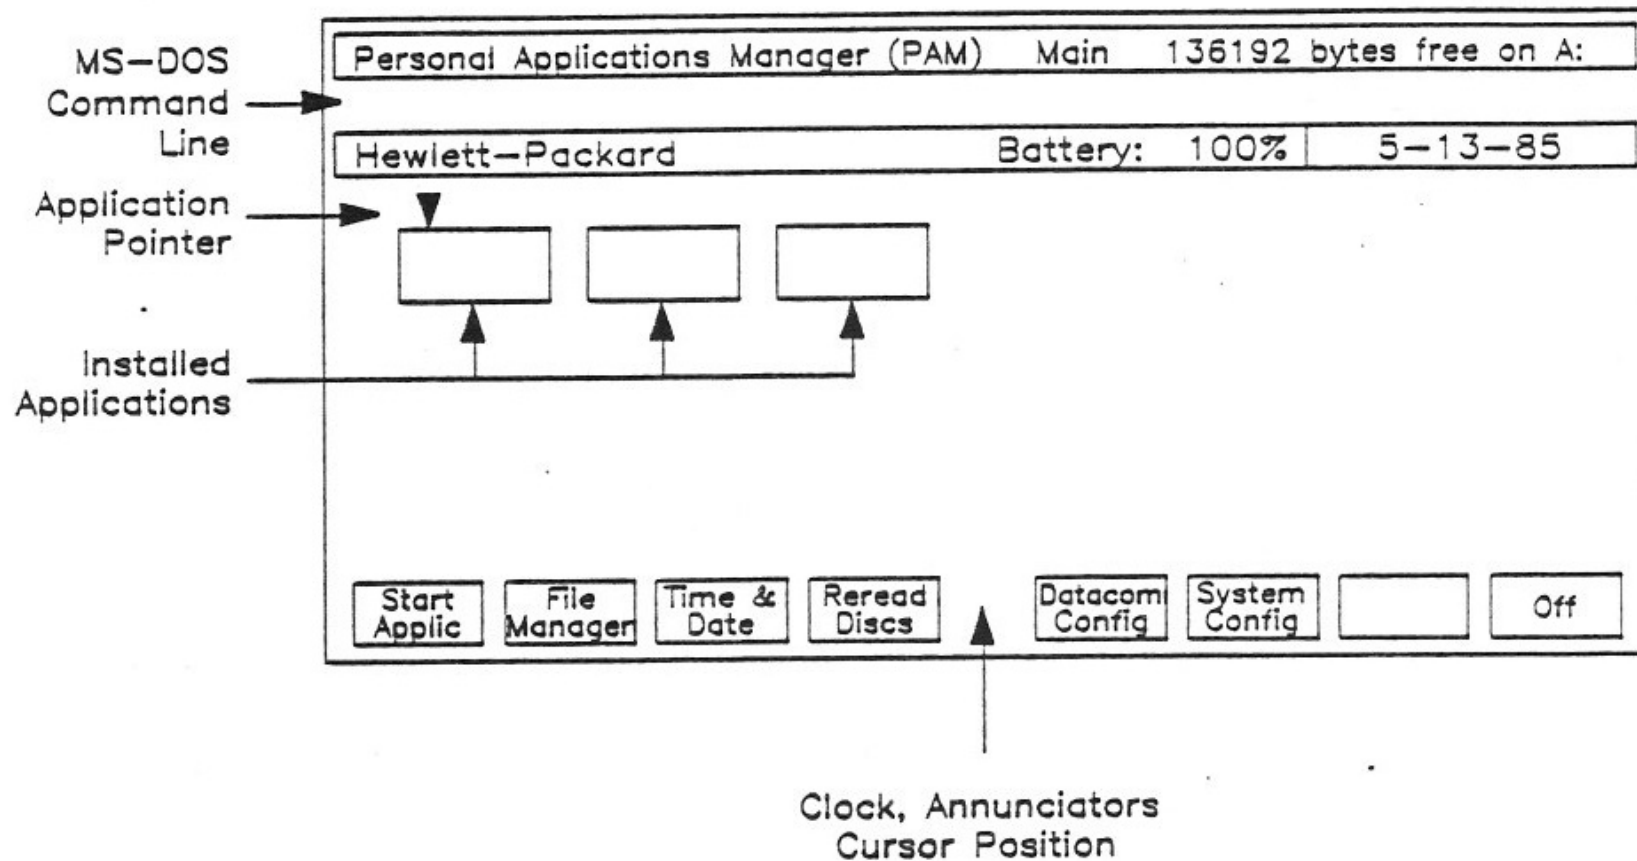 MS-DOS
Command
Line
Personal Applications Manager (PAM) Main 136192 bytes free on A:
Hewlett-Packard Battery: 100% 5-13-85
Application
Pointer
Installed
Applications
Start
Applic
File
Manager
Time &
Date
Reread
Discs
Datacom
Config
System
Config
Off
Clock, Annunciators
Cursor Position